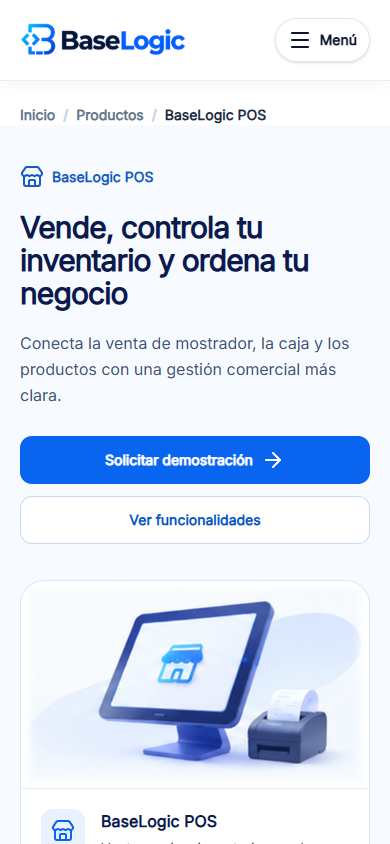 BaseLogic
Menú
Inicio / Productos / BaseLogic POS
BaseLogic POS
Vende, controla tu
inventario y ordena tu
negocio
Conecta la venta de mostrador, la caja y los
productos con una gestión comercial más
clara.
Solicitar demostración
Ver funcionalidades
BaseLogic POS